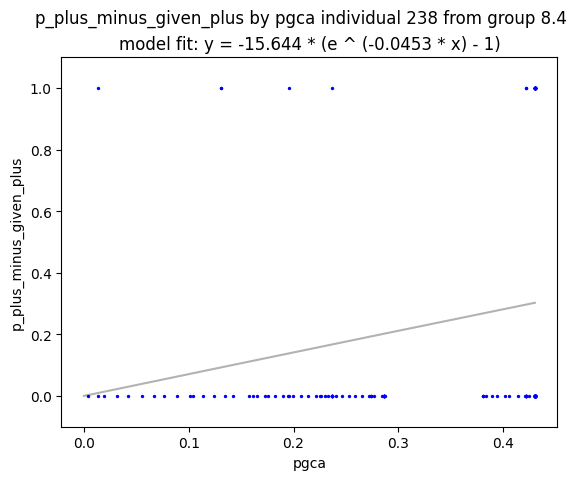 p_plus_minus_given_plus by pgca individual 238 from group 8.4
model fit: y = -15.644 * (e ^ (-0.0453 * x) - 1)
1.0
0.8
0.6
0.4
0.2
0.0
p_plus_minus_given_plus
0.0 0.1 0.2 0.3 0.4
pgca